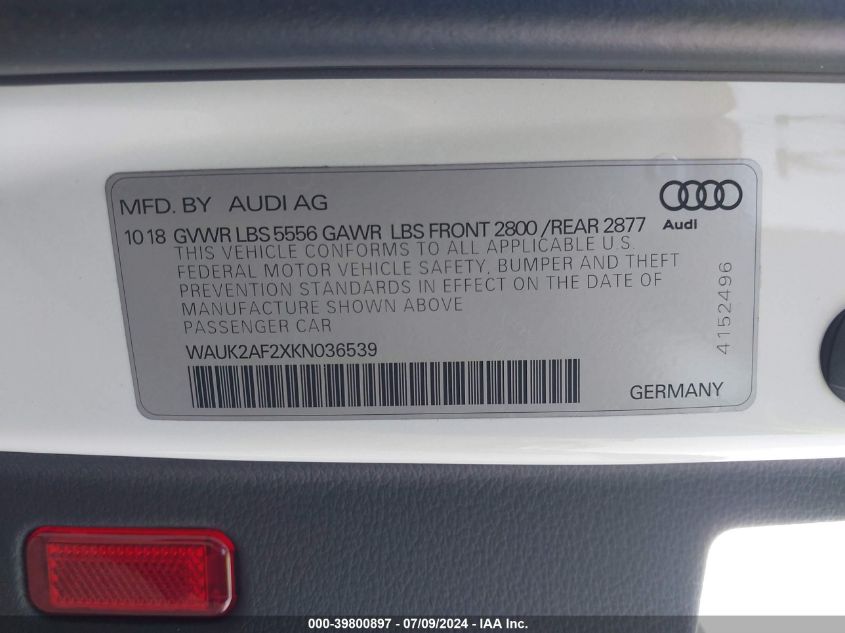 MFD. BY AUDI AG
10 18 GVWR LBS 5556 GAWR LBS FRONT 2800 /REAR 2877
Audi
THIS VEHICLE CONFORMS TO ALL APPLICABLE U.S.
FEDERAL MOTOR VEHICLE SAFETY, BUMPER AND THEFT
PREVENTION STANDARDS IN EFFECT ON THE DATE OF
MANUFACTURE SHOWN ABOVE
PASSENGER CAR
4152496
WAUK2AF2XKN036539
GERMANY
000-39800897 - 07/09/2024 - IAA Inc.